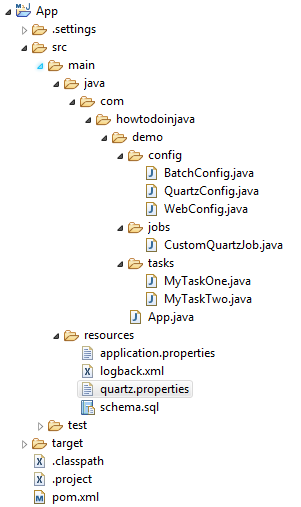 App
.settings
src
main
java
com
howtodoinjava
demo
config
BatchConfig.java
QuartzConfig.java
WebConfig.java
jobs
CustomQuartzJob.java
tasks
MyTaskOne.java
MyTaskTwo.java
App.java
resources
application.properties
logback.xml
quartz.properties
schema.sql
test
target
.classpath
.project
pom.xml